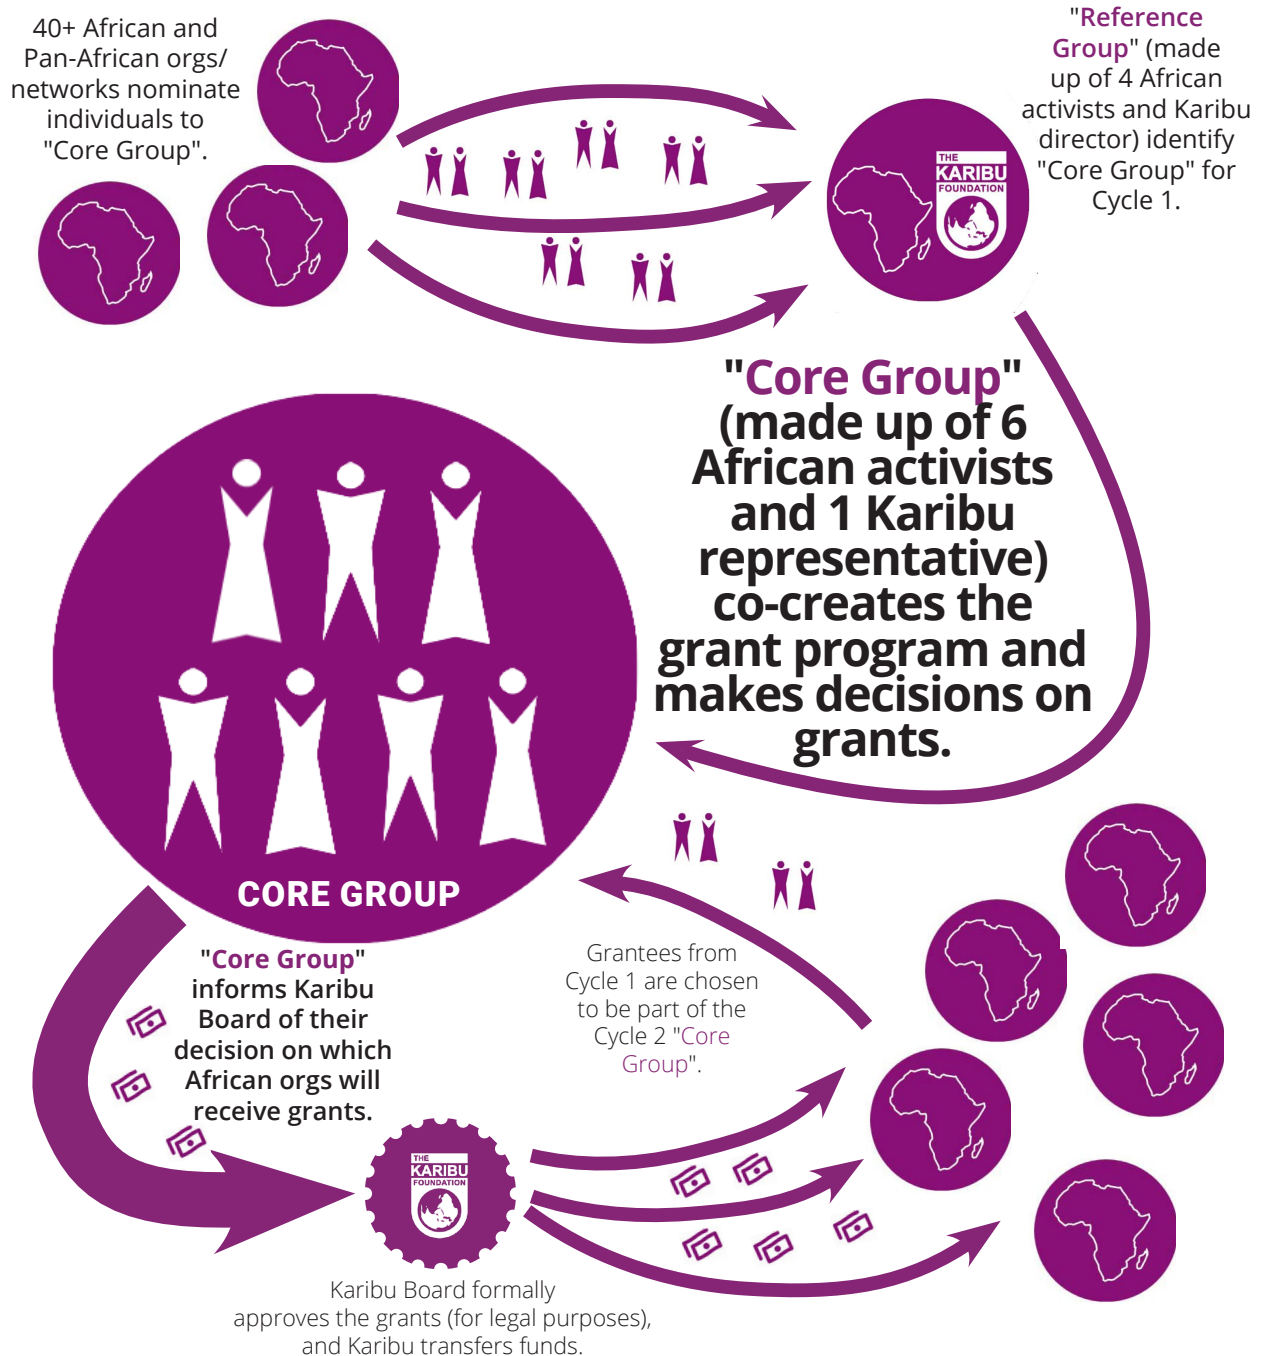 40+ African and
Pan-African orgs/
networks nominate
individuals to
"Core Group".
"Reference
Group" (made
up of 4 African
activists and Karibu
director) identify
"Core Group" for
Cycle 1.
THE
KARIBU
FOUNDATION
"Core Group"
(made up of 6
African activists
and 1 Karibu
representative)
co-creates the
grant program and
makes decisions on
grants.
CORE GROUP
"Core Group"
informs Karibu
Board of their
decision on which
African orgs will
receive grants.
Grantees from
Cycle 1 are chosen
to be part of the
Cycle 2 "Core
Group".
THE
KARIBU
FOUNDATION
Karibu Board formally
approves the grants (for legal purposes),
and Karibu transfers funds.